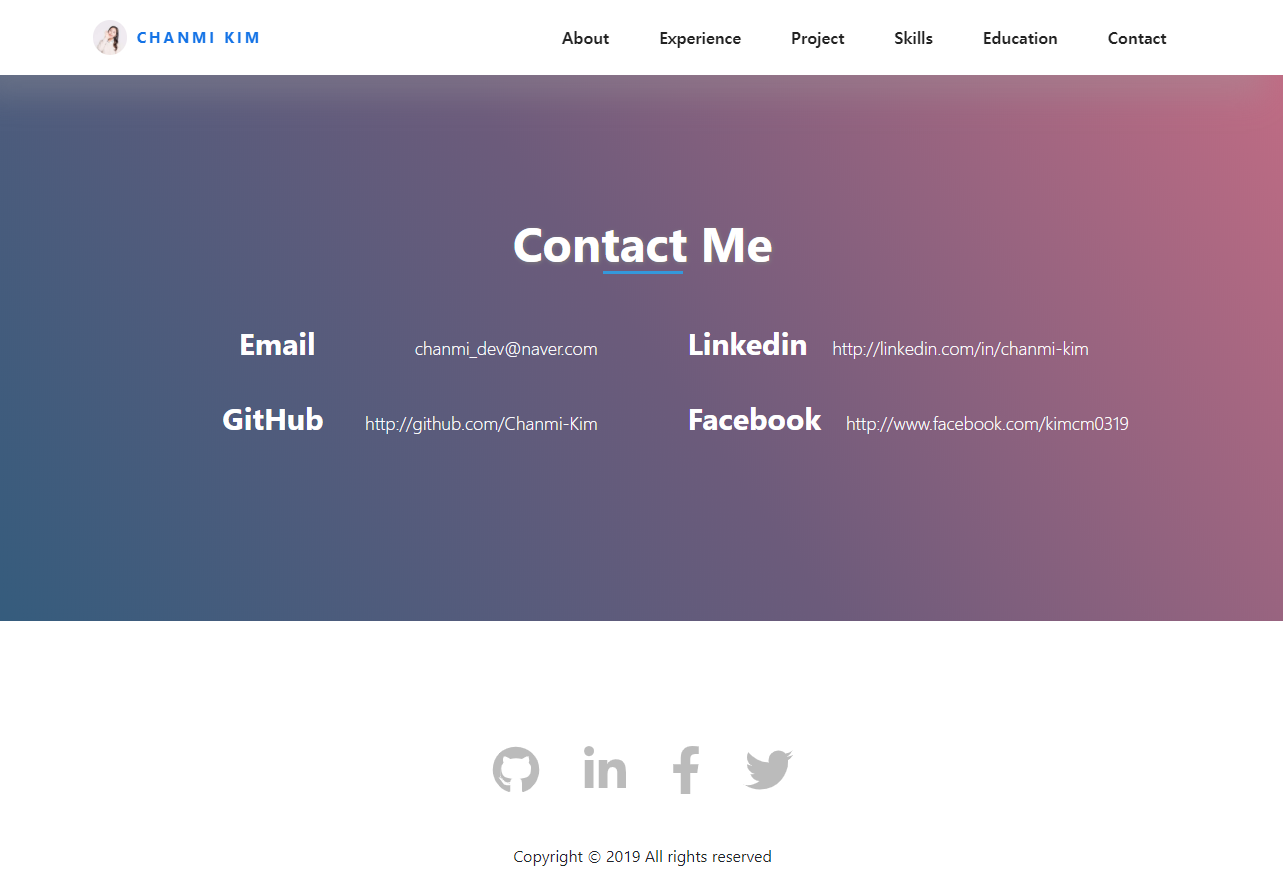 CHANMI KIM
About Experience Project Skills Education Contact
Contact Me
Email chanmi_dev@naver.com
Linkedin http://linkedin.com/in/chanmi-kim
GitHub http://github.com/Chanmi-Kim
Facebook http://www.facebook.com/kimcm0319
in
Copyright © 2019 All rights reserved